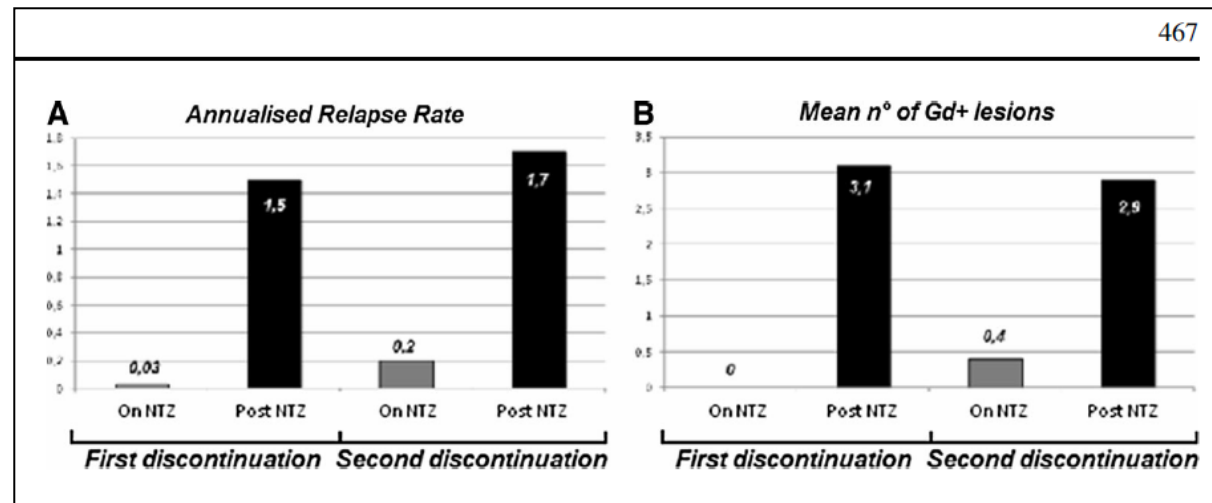 467
A
Annualised Relapse Rate
1.8
1,6
1.4
1.2
1
0,8
0.6
0,4
0.2
0
0,03
1,5
0,2
1,7
On NTZ
Post NTZ
On NTZ
Post NTZ
First discontinuation
Second discontinuation
B
Mean n° of Gd+ lesions
3,5
3
2,5
2
1,5
1
0.5
0
0
3,1
0,4
2,9
On NTZ
Post NTZ
On NTZ
Post NTZ
First discontinuation
Second discontinuation